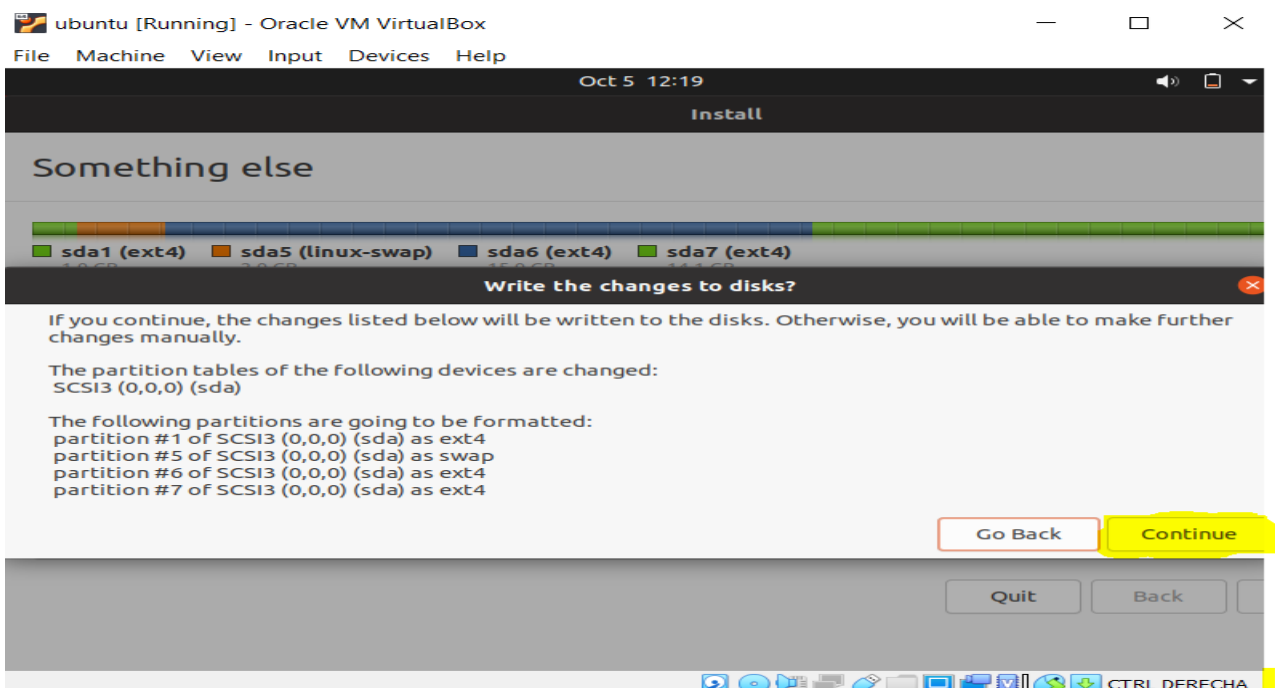 ubuntu [Running] - Oracle VM VirtualBox
File Machine View Input Devices Help
Oct 5 12:19
Install
Something else
sda1 (ext4) sda5 (linux-swap) sda6 (ext4) sda7 (ext4)
Write the changes to disks?
If you continue, the changes listed below will be written to the disks. Otherwise, you will be able to make further
changes manually.
The partition tables of the following devices are changed:
SCSI3 (0,0,0) (sda)
The following partitions are going to be formatted:
partition #1 of SCSI3 (0,0,0) (sda) as ext4
partition #5 of SCSI3 (0,0,0) (sda) as swap
partition #6 of SCSI3 (0,0,0) (sda) as ext4
partition #7 of SCSI3 (0,0,0) (sda) as ext4
Go Back Continue
Quit Back
CTRL DERECHA